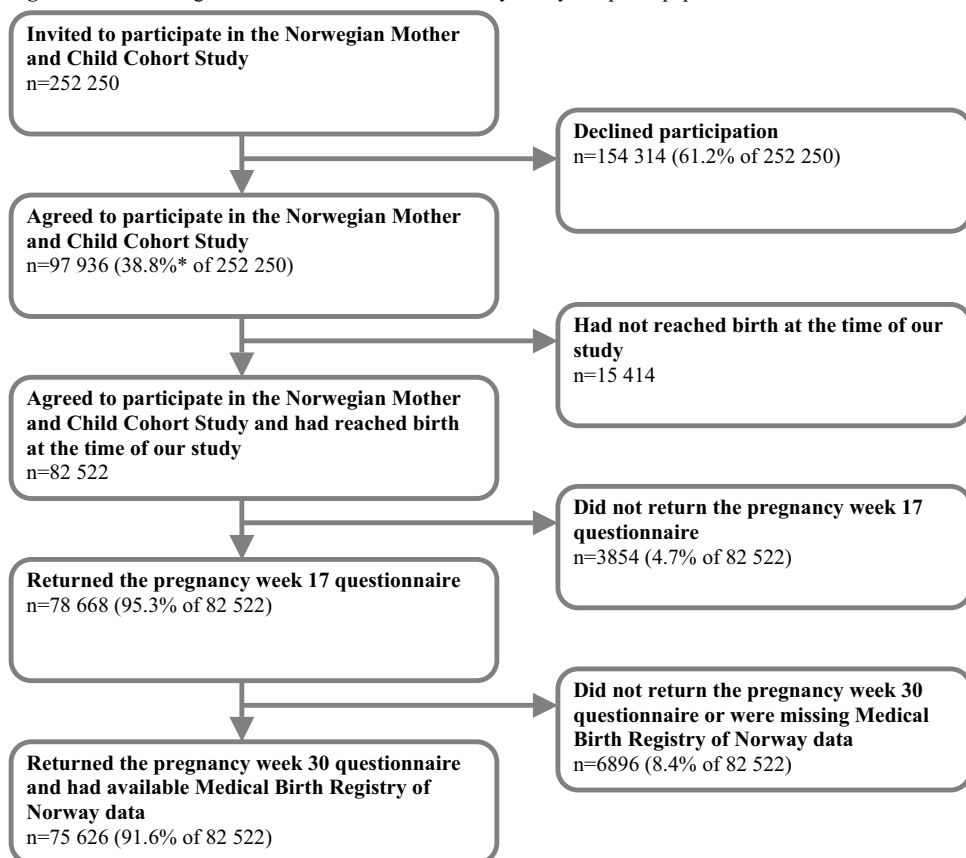 Invited to participate in the Norwegian Mother
and Child Cohort Study
n=252 250
Declined participation
n=154 314 (61.2% of 252 250)
Agreed to participate in the Norwegian Mother
and Child Cohort Study
n=97 936 (38.8%* of 252 250)
Had not reached birth at the time of our
study
n=15 414
Agreed to participate in the Norwegian Mother
and Child Cohort Study and had reached birth
at the time of our study
n=82 522
Did not return the pregnancy week 17
questionnaire
n=3854 (4.7% of 82 522)
Returned the pregnancy week 17 questionnaire
n=78 668 (95.3% of 82 522)
Did not return the pregnancy week 30
questionnaire or were missing Medical
Birth Registry of Norway data
n=6896 (8.4% of 82 522)
Returned the pregnancy week 30 questionnaire
and had available Medical Birth Registry of
Norway data
n=75 626 (91.6% of 82 522)